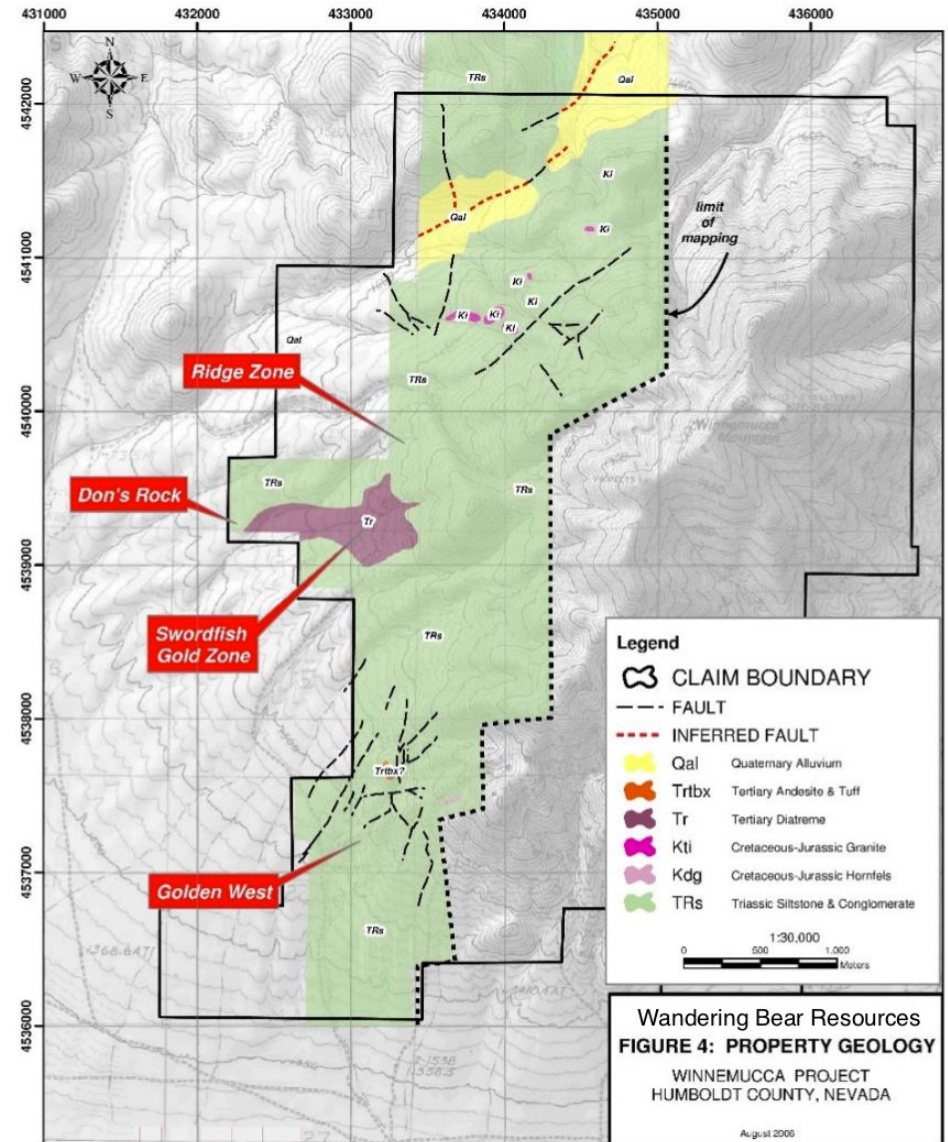 431000
432000
433000
434000
435000
436000
N
W
E
S
TRs
Qal
4542000
Ki
limit
of
mapping
Qal
Ki
4541000
Ki
Ki
Ki
Ki
Ki
Qal
Ridge Zone
TRs
4540000
Winnemucca
Mountain
TRs
TRs
Don's Rock
Tr
4539000
Swordfish
Gold Zone
TRs
4538000
Trtbx?
4537000
Golden West
TRs
4536000
Legend
CLAIM BOUNDARY
FAULT
INFERRED FAULT
Qal Quaternary Alluvium
Trtbx Tertiary Andesite & Tuff
Tr Tertiary Diatreme
Kti Cretaceous-Jurassic Granite
Kdg Cretaceous-Jurassic Hornfels
TRs Triassic Siltstone & Conglomerate
1:30,000
0 500 1,000
Meters
Wandering Bear Resources
FIGURE 4: PROPERTY GEOLOGY
WINNEMUCCA PROJECT
HUMBOLDT COUNTY, NEVADA
August 2006